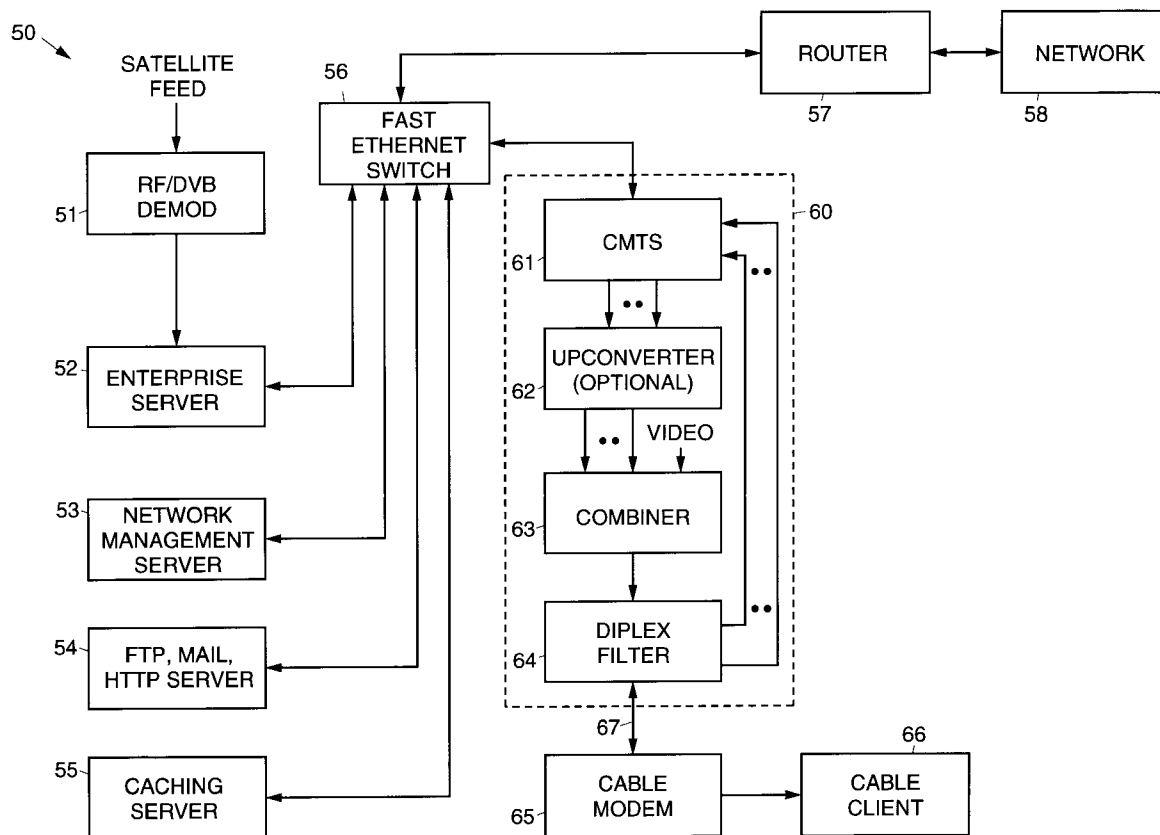 50
SATELLITE
FEED
RF/DVB
DEMOD
51
ENTERPRISE
SERVER
52
NETWORK
MANAGEMENT
SERVER
53
FTP, MAIL,
HTTP SERVER
54
CACHING
SERVER
55
56
FAST
ETHERNET
SWITCH
ROUTER
57
NETWORK
58
60
CMTS
61
UPCONVERTER
(OPTIONAL)
62
VIDEO
COMBINER
63
DIPLEX
FILTER
64
67
CABLE
MODEM
65
66
CABLE
CLIENT